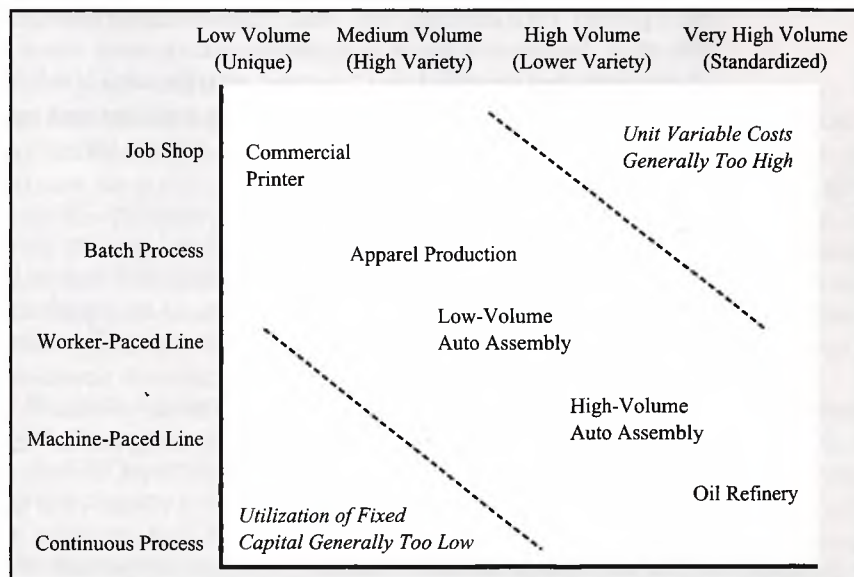 Low Volume Medium Volume High Volume Very High Volume
(Unique) (High Variety) (Lower Variety) (Standardized)
Job Shop
Commercial
Printer
Unit Variable Costs
Generally Too High
Batch Process
Apparel Production
Worker-Paced Line
Low-Volume
Auto Assembly
Machine-Paced Line
High-Volume
Auto Assembly
Oil Refinery
Continuous Process
Utilization of Fixed
Capital Generally Too Low